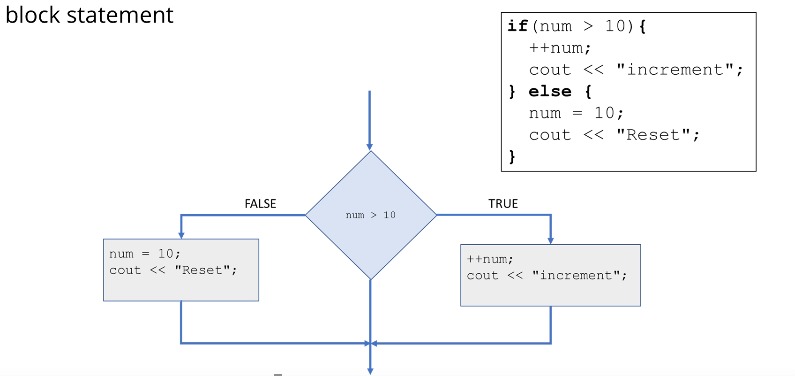 block statement
if(num > 10){
++num;
cout << "increment";
} else {
num = 10;
cout << "Reset";
}
FALSE
TRUE
num > 10
num = 10;
cout << "Reset";
++num;
cout << "increment";